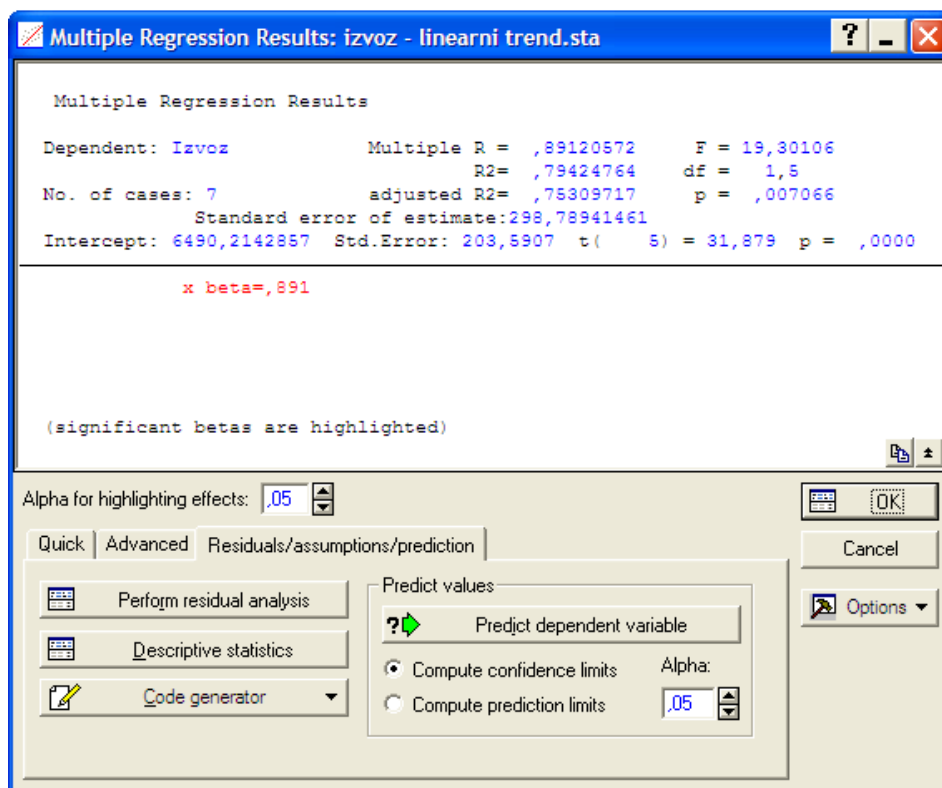 Multiple Regression Results: izvoz - linearni trend.sta
Multiple Regression Results
Dependent: Izvoz Multiple R = ,89120572 F = 19,30106
R2= ,79424764 df = 1,5
No. of cases: 7 adjusted R2= ,75309717 p = ,007066
Standard error of estimate:298,78941461
Intercept: 6490,2142857 Std.Error: 203,5907 t( 5) = 31,879 p = ,0000
x beta=,891
(significant betas are highlighted)
Alpha for highlighting effects: ,05
OK
Quick Advanced Residuals/assumptions/prediction
Cancel
Perform residual analysis
Descriptive statistics
Code generator
Predict values
Predict dependent variable
Compute confidence limits
Compute prediction limits
Alpha:
,05
Options